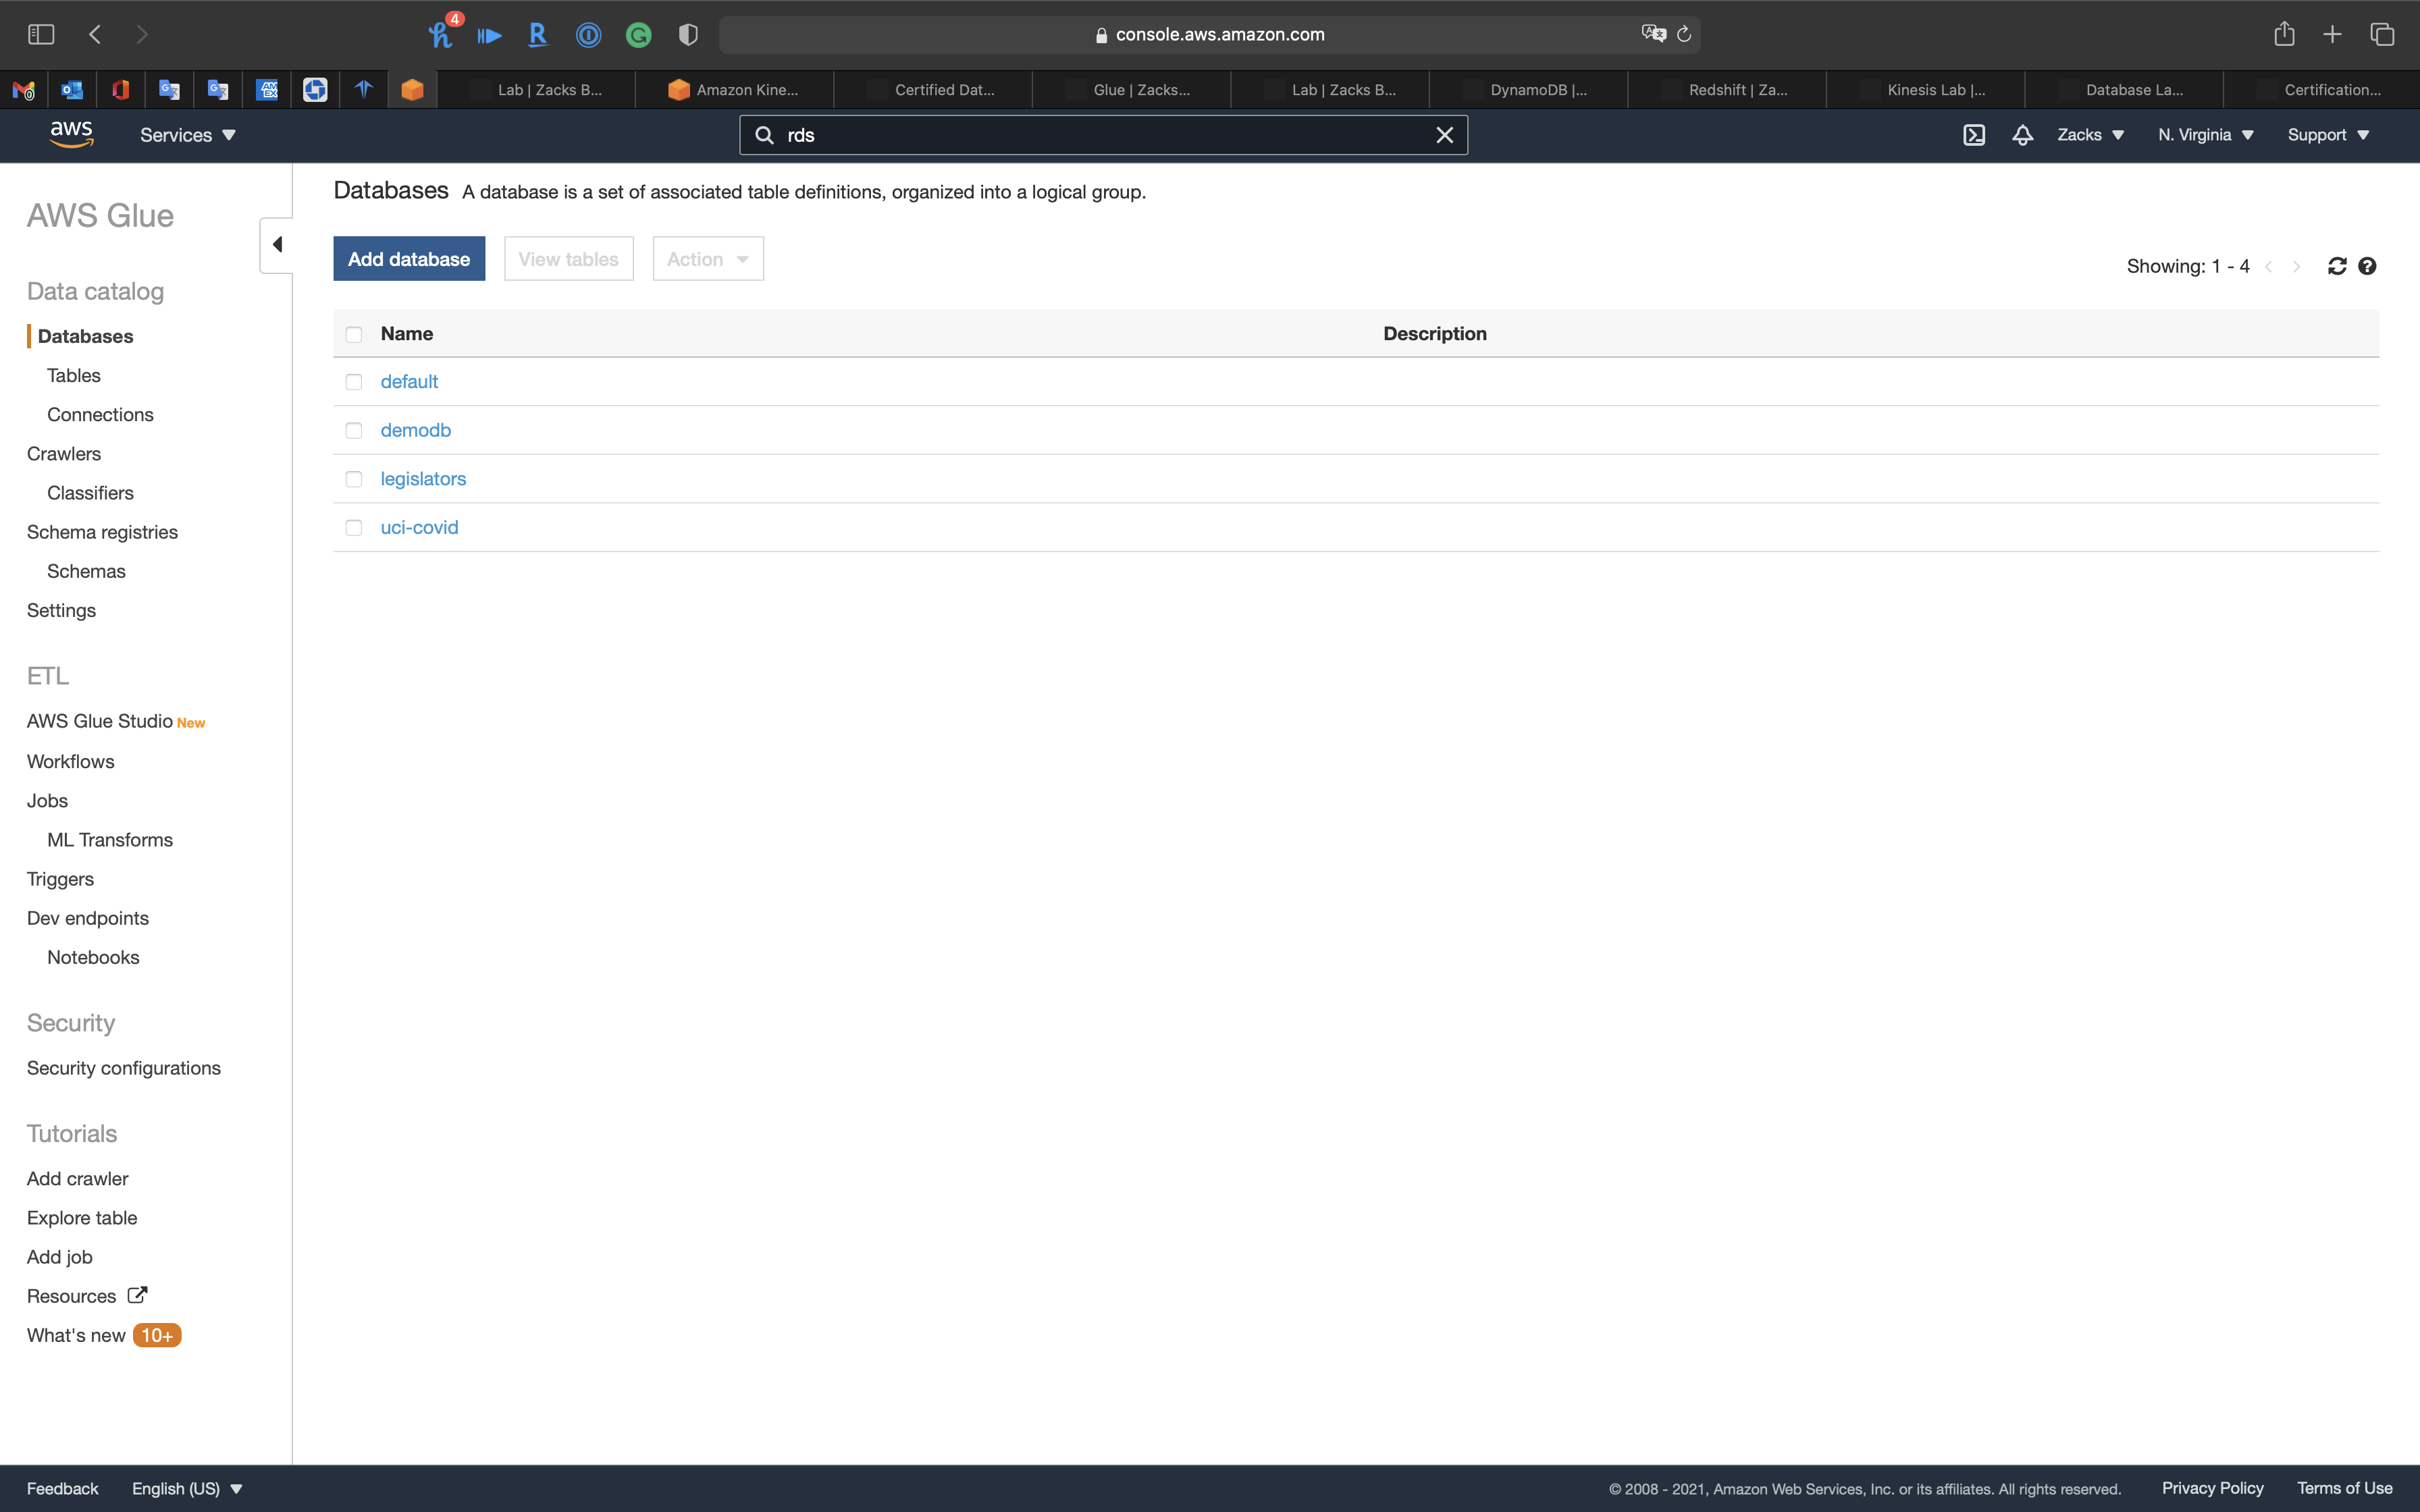 4
console.aws.amazon.com
Lab | Zacks B...
Amazon Kine...
Certified Dat...
Glue | Zacks...
Lab | Zacks B...
DynamoDB |...
Redshift | Za...
Kinesis Lab |...
Database La...
Certification...
aws
Services
rds
Zacks
N. Virginia
Support
AWS Glue
Data catalog
Databases
Tables
Connections
Crawlers
Classifiers
Schema registries
Schemas
Settings
ETL
AWS Glue Studio New
Workflows
Jobs
ML Transforms
Triggers
Dev endpoints
Notebooks
Security
Security configurations
Tutorials
Add crawler
Explore table
Add job
Resources
What's new 10+
Databases A database is a set of associated table definitions, organized into a logical group.
Add database View tables Action
Showing: 1 - 4
Name Description
default
demodb
legislators
uci-covid
Feedback English (US)
© 2008 - 2021, Amazon Web Services, Inc. or its affiliates. All rights reserved. Privacy Policy Terms of Use